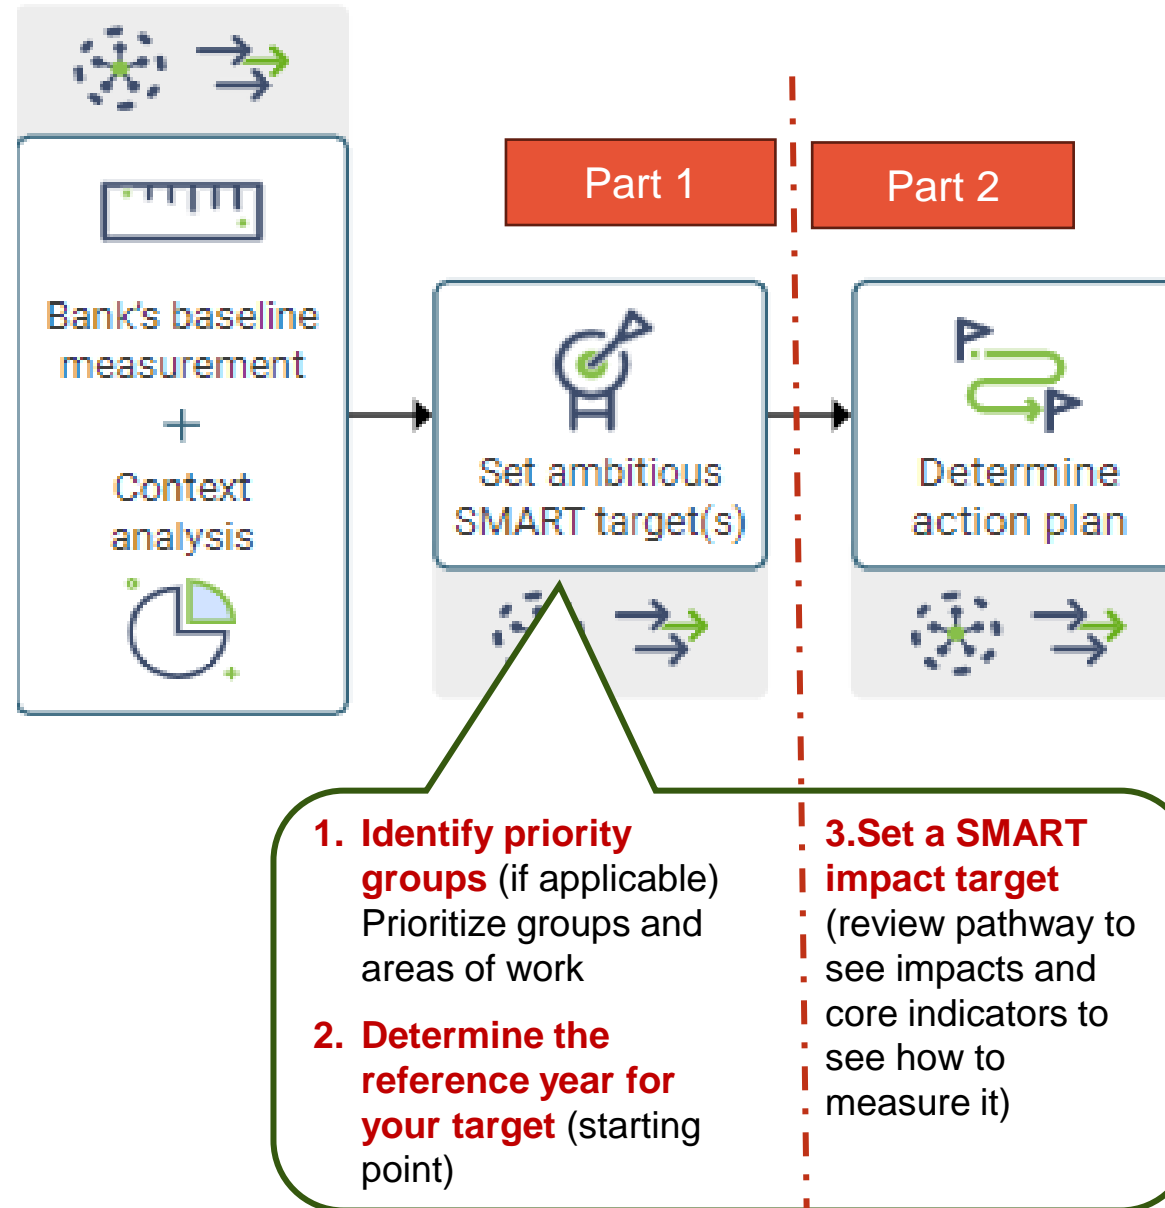 Part 1
Part 2
Bank's baseline
measurement
+
Context
analysis
Set ambitious
SMART target(s)
Determine
action plan
1. Identify priority
groups (if applicable)
Prioritize groups and
areas of work
2. Determine the
reference year for
your target (starting
point)
3.Set a SMART
impact target
(review pathway to
see impacts and
core indicators to
see how to
measure it)